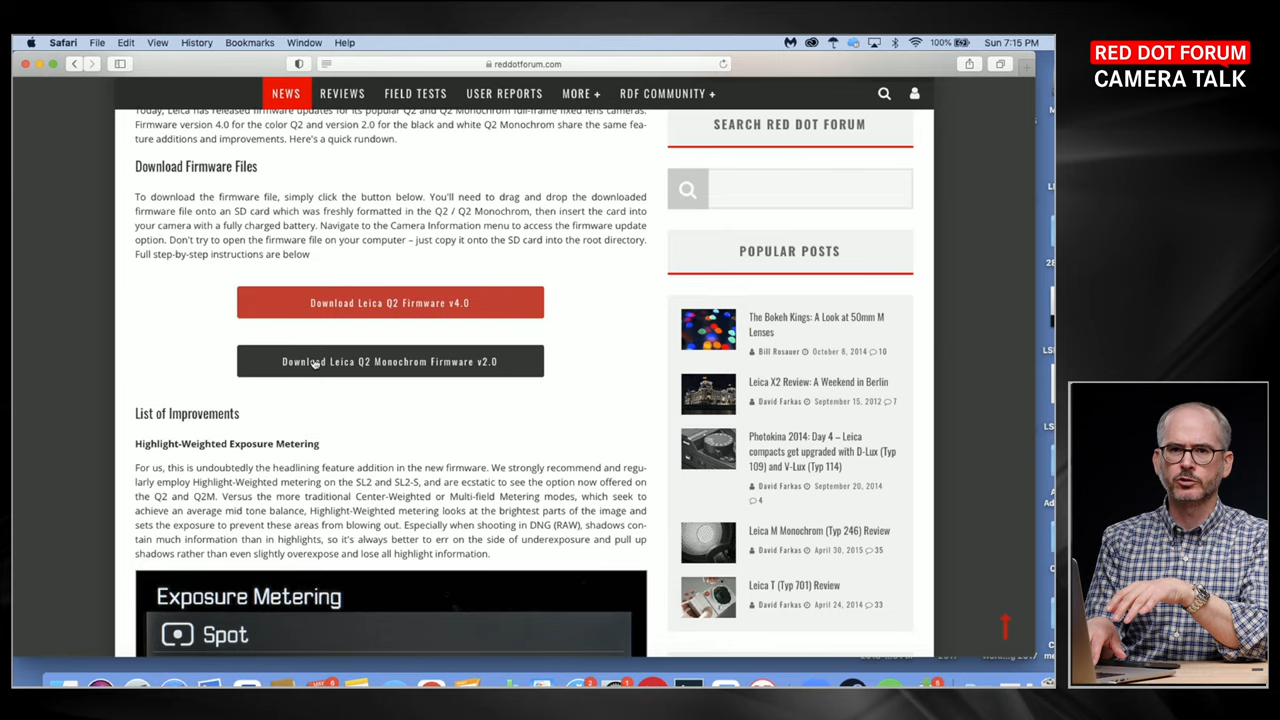 Safari File Edit View History Bookmarks Window Help
100% Sun 7:15 PM
RED DOT FORUM
CAMERA TALK
reddotforum.com
NEWS REVIEWS FIELD TESTS USER REPORTS MORE + RDF COMMUNITY +
Today, Leica has released firmware updates for its popular Q2 and Q2 Monochrom full-frame fixed lens cameras.
Firmware version 4.0 for the color Q2 and version 2.0 for the black and white Q2 Monochrom share the same fea-
ture additions and improvements. Here's a quick rundown.
Download Firmware Files
To download the firmware file, simply click the button below. You'll need to drag and drop the downloaded
firmware file onto an SD card which was freshly formatted in the Q2 / Q2 Monochrom, then insert the card into
your camera with a fully charged battery. Navigate to the Camera Information menu to access the firmware update
option. Don't try to open the firmware file on your computer – just copy it onto the SD card into the root directory.
Full step-by-step instructions are below
Download Leica Q2 Firmware v4.0
Download Leica Q2 Monochrom Firmware v2.0
List of Improvements
Highlight-Weighted Exposure Metering
For us, this is undoubtedly the headlining feature addition in the new firmware. We strongly recommend and regu-
larly employ Highlight-Weighted metering on the SL2 and SL2-S, and are ecstatic to see the option now offered on
the Q2 and Q2M. Versus the more traditional Center-Weighted or Multi-field Metering modes, which seek to
achieve an average mid tone balance, Highlight-Weighted metering looks at the brightest parts of the image and
sets the exposure to prevent these areas from blowing out. Especially when shooting in DNG (RAW), shadows con-
tain much information than in highlights, so it's always better to err on the side of underexposure and pull up
shadows rather than even slightly overexpose and lose all highlight information.
Exposure Metering
Spot
SEARCH RED DOT FORUM
POPULAR POSTS
The Bokeh Kings: A Look at 50mm M
Lenses
Bill Rosauer October 8, 2014 10
Leica X2 Review: A Weekend in Berlin
David Farkas September 15, 2012 7
Photokina 2014: Day 4 – Leica
compacts get upgraded with D-Lux (Typ
109) and V-Lux (Typ 114)
David Farkas September 20, 2014
4
Leica M Monochrom (Typ 246) Review
David Farkas April 30, 2015 35
Leica T (Typ 701) Review
David Farkas April 24, 2014 33